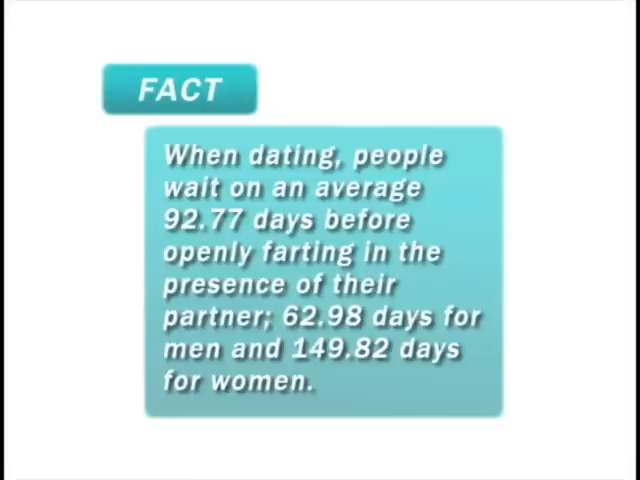 FACT
When dating, people
wait on an average
92.77 days before
openly farting in the
presence of their
partner; 62.98 days for
men and 149.82 days
for women.